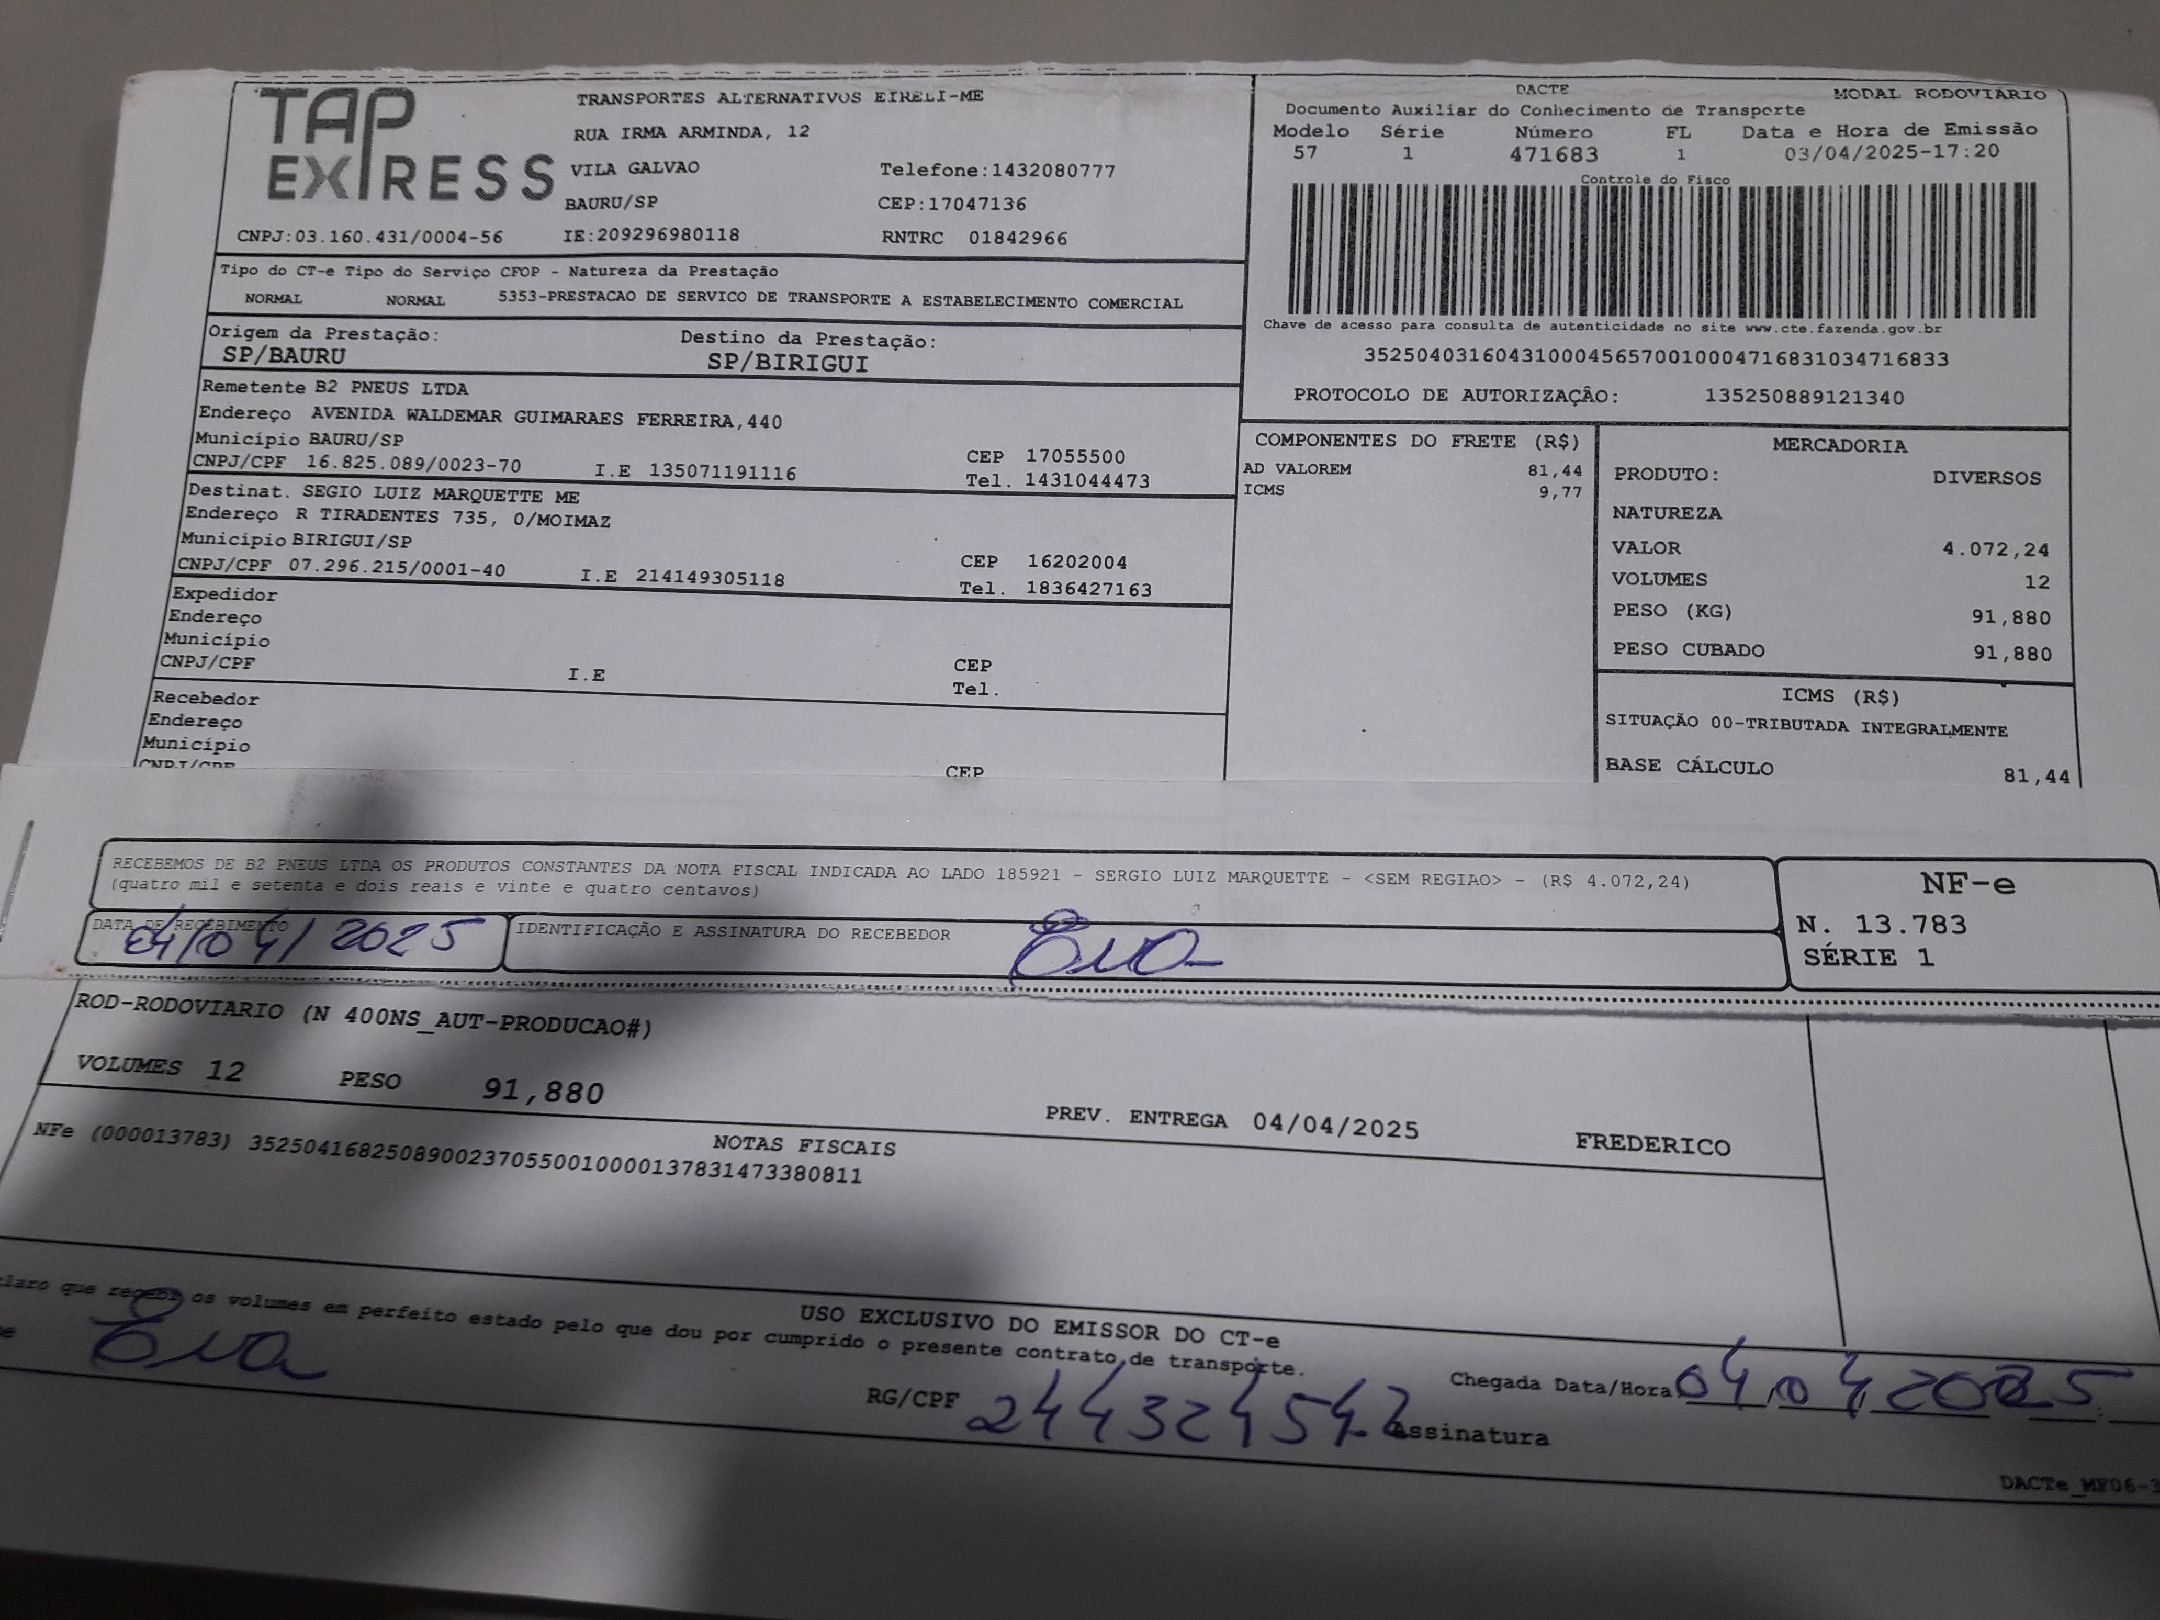 TAP EXPRESS
TRANSPORTES ALTERNATIVOS EIRELI-ME
RUA IRMA ARMINDA, 12
VILA GALVAO Telefone:1432080777
BAURU/SP CEP:17047136
CNPJ:03.160.431/0004-56 IE:209296980118 RNTRC 01842966
Tipo do CT-e Tipo do Serviço CFOP - Natureza da Prestação
NORMAL NORMAL 5353-PRESTACAO DE SERVICO DE TRANSPORTE A ESTABELECIMENTO COMERCIAL
Origem da Prestação: Destino da Prestação:
SP/BAURU SP/BIRIGUI
Remetente B2 PNEUS LTDA
Endereço AVENIDA WALDEMAR GUIMARAES FERREIRA,440
Município BAURU/SP CEP 17055500
CNPJ/CPF 16.825.089/0023-70 I.E 135071191116 Tel. 1431044473
Destinat. SEGIO LUIZ MARQUETTE ME
Endereço R TIRADENTES 735, 0/MOIMAZ
Município BIRIGUI/SP CEP 16202004
CNPJ/CPF 07.296.215/0001-40 I.E 214149305118 Tel. 1836427163
Expedidor
Endereço
Município CEP
CNPJ/CPF I.E Tel.
Recebedor
Endereço
Município
CNPJ/CPF CEP
DACTE MODAL RODOVIÁRIO
Documento Auxiliar do Conhecimento de Transporte
Modelo Série Número FL Data e Hora de Emissão
57 1 471683 1 03/04/2025-17:20
Controle do Fisco
Chave de acesso para consulta de autenticidade no site www.cte.fazenda.gov.br
35250403160431000456570010004716831034716833
PROTOCOLO DE AUTORIZAÇÃO: 135250889121340
COMPONENTES DO FRETE (R$)
AD VALOREM 81,44
ICMS 9,77
MERCADORIA
PRODUTO: DIVERSOS
NATUREZA
VALOR 4.072,24
VOLUMES 12
PESO (KG) 91,880
PESO CUBADO 91,880
ICMS (R$)
SITUAÇÃO 00-TRIBUTADA INTEGRALMENTE
BASE CÁLCULO 81,44
RECEBEMOS DE B2 PNEUS LTDA OS PRODUTOS CONSTANTES DA NOTA FISCAL INDICADA AO LADO 185921 - SERGIO LUIZ MARQUETTE - <SEM REGIAO> - (R$ 4.072,24)
(quatro mil e setenta e dois reais e vinte e quatro centavos)
DATA DE RECEBIMENTO IDENTIFICAÇÃO E ASSINATURA DO RECEBEDOR
04/04/2025 Eva
NF-e
N. 13.783
SÉRIE 1
ROD-RODOVIARIO (N 400NS_AUT-PRODUCAO#)
VOLUMES 12 PESO 91,880
PREV. ENTREGA 04/04/2025 FREDERICO
NOTAS FISCAIS
NFe (000013783) 35250416825089002370550010000137831473380811
USO EXCLUSIVO DO EMISSOR DO CT-e
claro que recebi os volumes em perfeito estado pelo que dou por cumprido o presente contrato de transporte.
Eva
RG/CPF 244324542 Chegada Data/Hora 04/04/2025
Assinatura